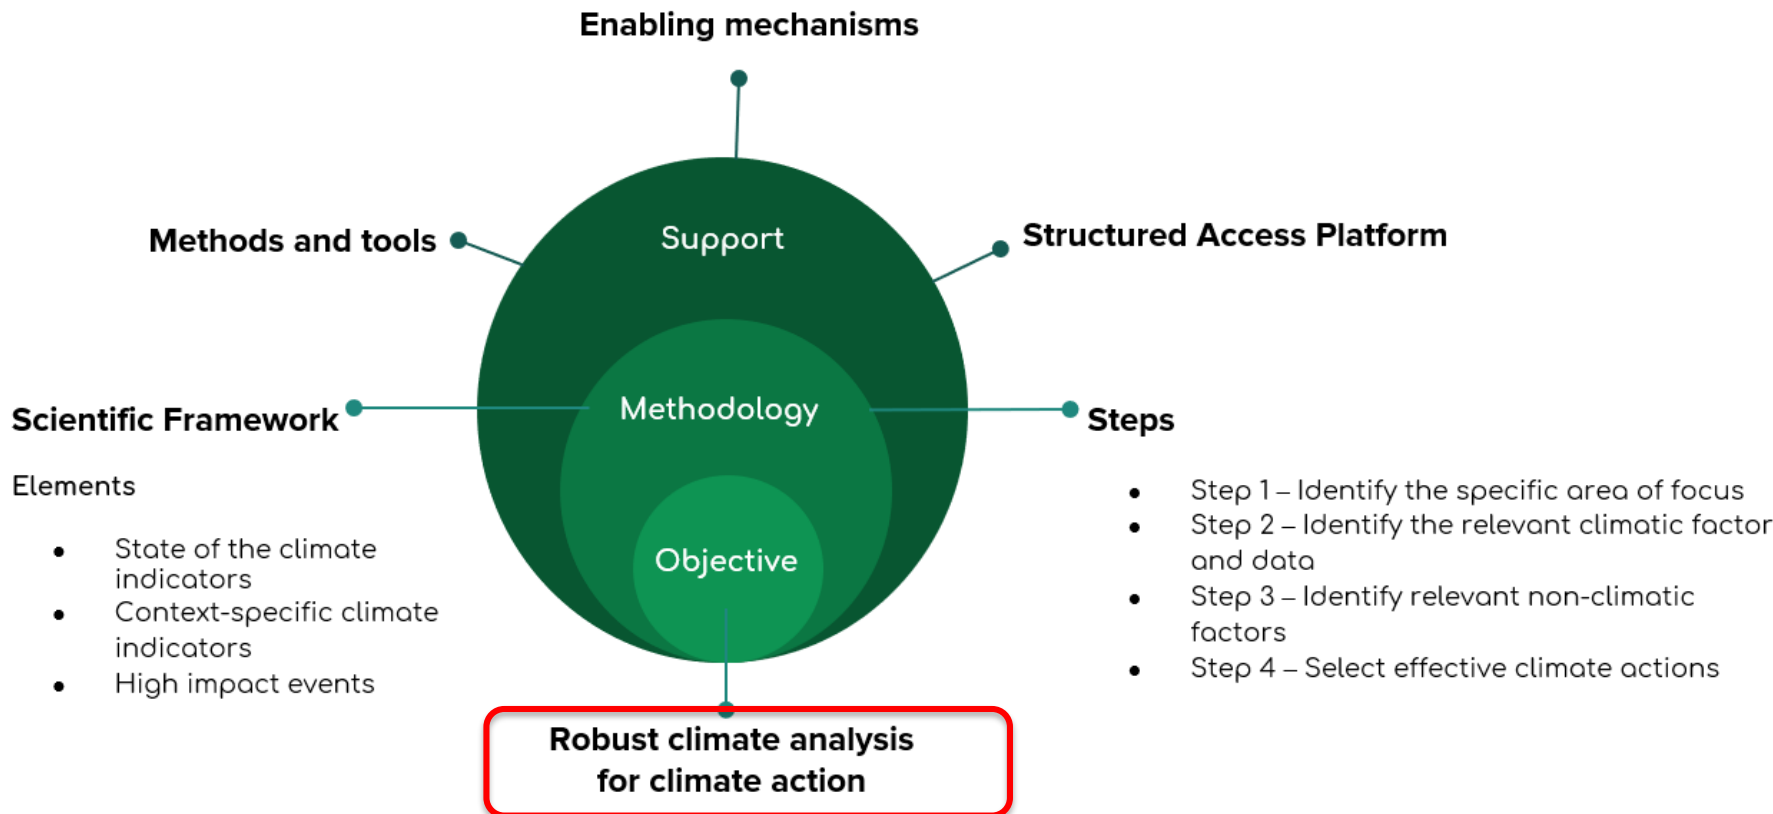 Enabling mechanisms
Support
Methods and tools
Structured Access Platform
Methodology
Scientific Framework
Elements
● State of the climate
indicators
● Context-specific climate
indicators
● High impact events
Steps
● Step 1 – Identify the specific area of focus
● Step 2 – Identify the relevant climatic factor
and data
● Step 3 – Identify relevant non-climatic
factors
● Step 4 – Select effective climate actions
Objective
Robust climate analysis
for climate action